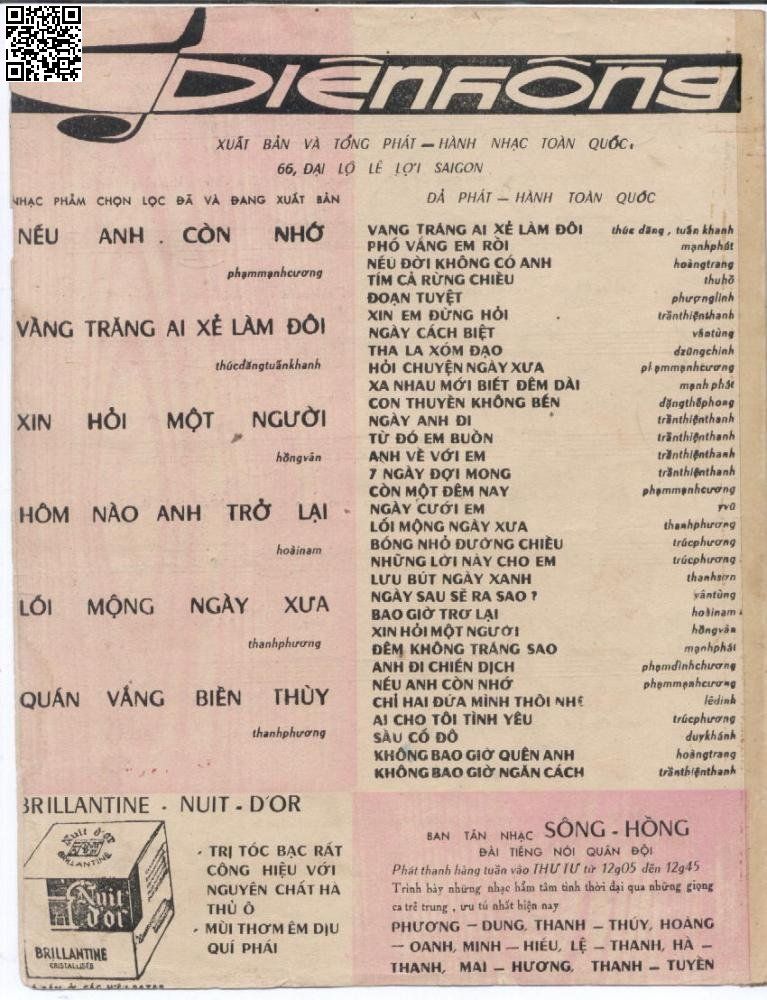 DIÊNHỒNG
XUẤT BẢN VÀ TỔNG PHÁT — HÀNH NHẠC TOÀN QUỐC:
66, ĐẠI LỘ LÊ LỢI SAIGON
NHẠC PHẨM CHỌN LỌC ĐÃ VÀ ĐANG XUẤT BẢN
NẾU ANH . CÒN NHỚ
phạmmạnhcương
VẦNG TRĂNG AI XẺ LÀM ĐÔI
thúcđăngtuấnkhanh
XIN HỎI MỘT NGƯỜI
hồngvân
HÔM NÀO ANH TRỞ LẠI
hoàinam
LỐI MỘNG NGÀY XƯA
thanhphương
QUÁN VẮNG BIÊN THÙY
thanhphương
DẢ PHÁT — HÀNH TOÀN QUỐC
VANG TRĂNG AI XẺ LÀM ĐÔI thúc đăng, tuấn khanh
PHỐ VẮNG EM RỒI mạnhphát
NẾU ĐỜI KHÔNG CÓ ANH hoàngtrang
TÍM CẢ RỪNG CHIỀU thuhồ
ĐOẠN TUYỆT phượnglinh
XIN EM ĐỪNG HỎI trầnthiệnthanh
NGÀY CÁCH BIỆT vântùng
THA LA XÓM ĐẠO dzũngchinh
HỎI CHUYỆN NGÀY XƯA phạmmạnhcương
XA NHAU MỚI BIẾT ĐÊM DÀI mạnh phát
CON THUYỀN KHÔNG BẾN đặngthếphong
NGÀY ANH ĐI trầnthiệnthanh
TỪ ĐÓ EM BUỒN trầnthiệnthanh
ANH VỀ VỚI EM trầnthiệnthanh
7 NGÀY ĐỢI MONG trầnthiệnthanh
CÒN MỘT ĐÊM NAY phạmmạnhcương
NGÀY CƯỚI EM yvũ
LỐI MỘNG NGÀY XƯA thanhphương
BÓNG NHỎ ĐƯỜNG CHIỀU trúcphương
NHỮNG LỜI NÀY CHO EM trúcphương
LƯU BÚT NGÀY XANH thanhsơn
NGÀY SAU SẼ RA SAO ? vântùng
BAO GIỜ TRƠ LẠI hoàinam
XIN HỎI MỘT NGƯỜI hồngvân
ĐÊM KHÔNG TRĂNG SAO mạnhphát
ANH ĐI CHIẾN DỊCH phạmđìnhchương
NẾU ANH CÒN NHỚ phạmmạnhcương
CHỈ HAI ĐỨA MÌNH THÔI NHÉ lêdinh
AI CHO TÔI TÌNH YÊU trúcphương
SẦU CỐ ĐÔ duykhánh
KHÔNG BAO GIỜ QUÊN ANH hoàngtrang
KHÔNG BAO GIỜ NGĂN CÁCH trầnthiệnthanh
BRILLANTINE - NUIT - D'OR
Nuit d'or
BRILLANTINE
Nuit
d'or
BRILLANTINE
CRISTALLISÉE
- TRỊ TÓC BẠC RẤT
CÔNG HIỆU VỚI
NGUYÊN CHẤT HÀ
THỦ Ô
- MÙI THƠM ÊM DỊU
QUÍ PHÁI
BAN TÂN NHẠC SÔNG - HỒNG
ĐÀI TIẾNG NÓI QUÂN ĐỘI
Phát thanh hàng tuần vào THỨ TƯ từ 12g05 đến 12g45
Trình bày những nhạc hẩm tâm tình thời đại qua những giọng
ca trẻ trung , ưu tú nhất hiện nay
PHƯƠNG — DUNG, THANH — THÚY, HOÀNG
— OANH, MINH — HIẾU, LỆ — THANH, HÀ —
THANH, MAI — HƯƠNG, THANH — TUYỀN